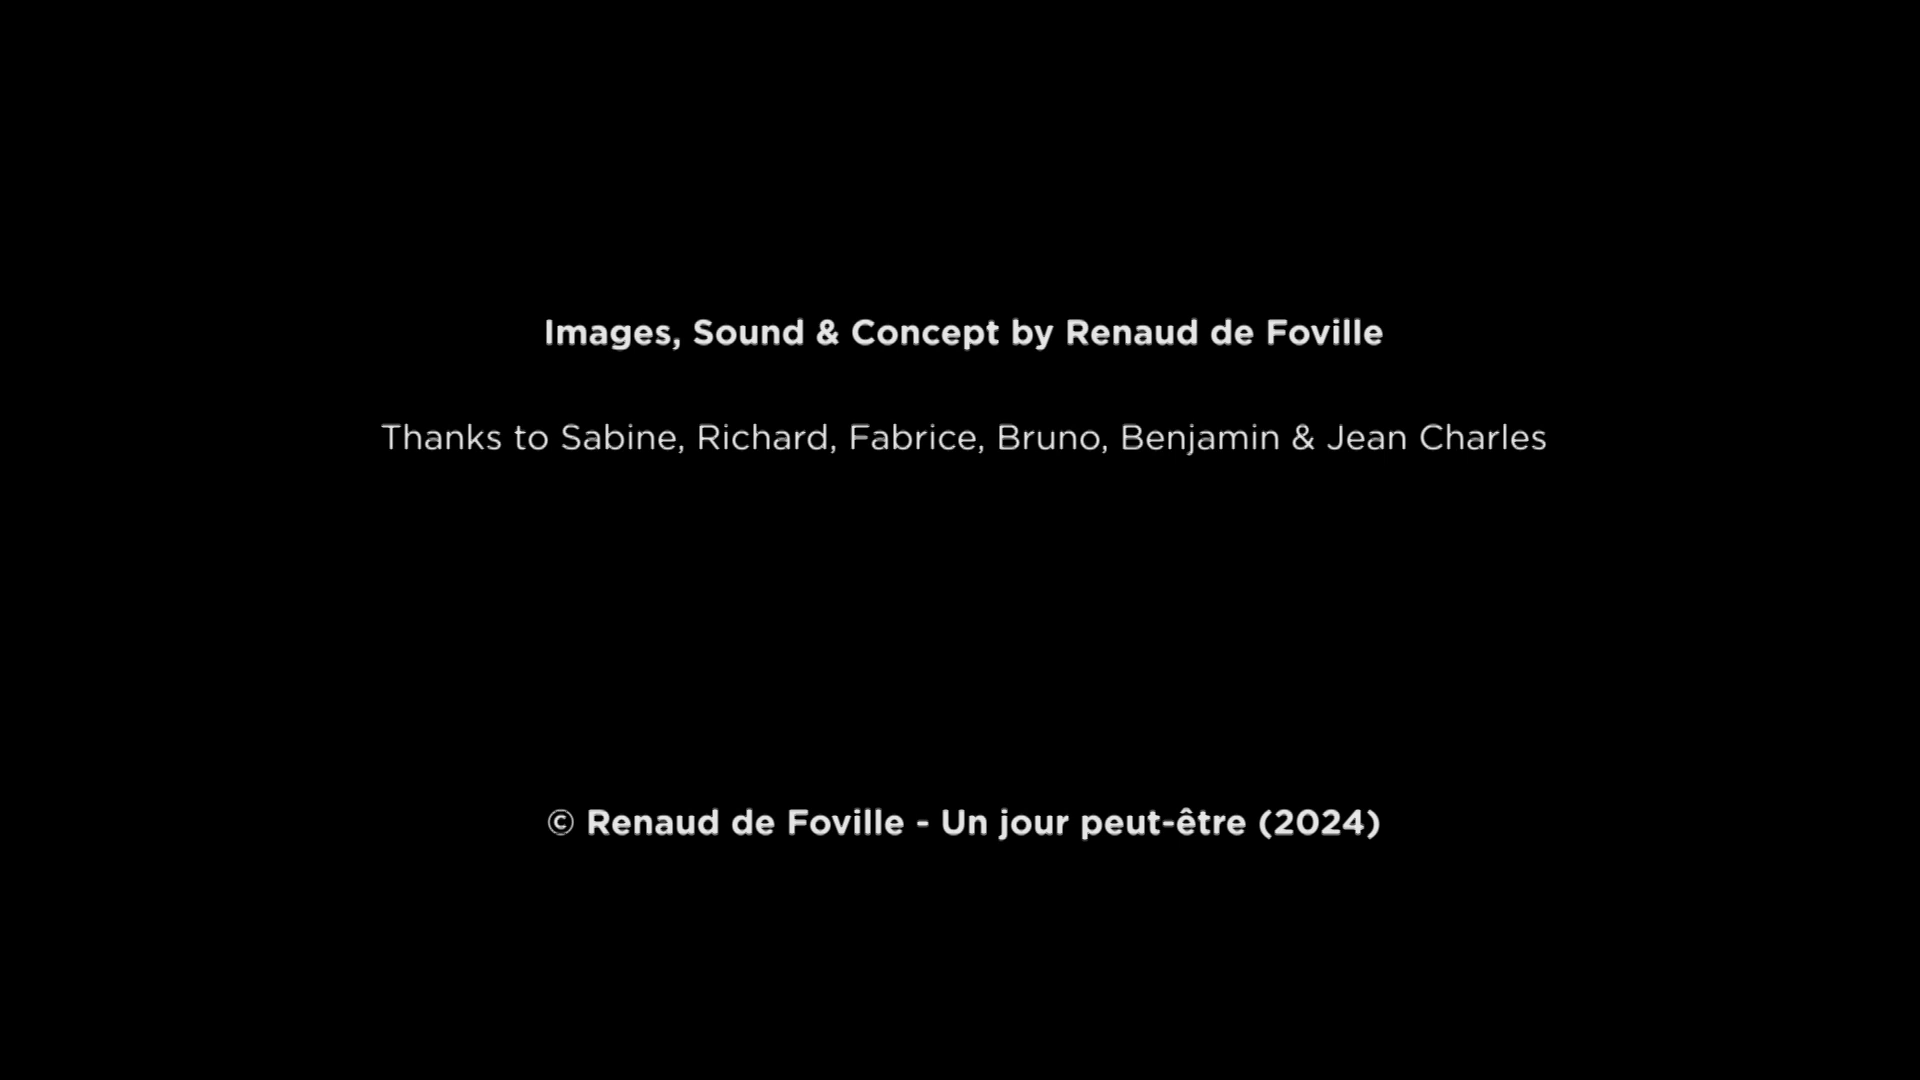 Images, Sound & Concept by Renaud de Foville
Thanks to Sabine, Richard, Fabrice, Bruno, Benjamin & Jean Charles
© Renaud de Foville - Un jour peut-être (2024)